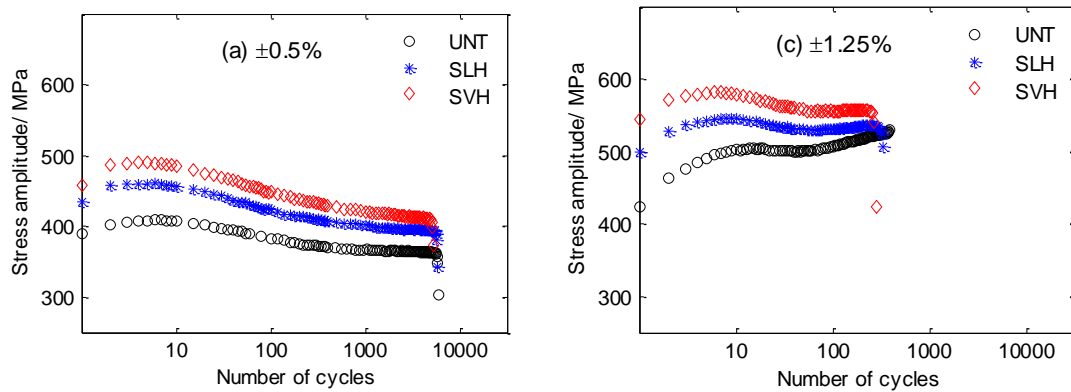 (a) ±0.5%
UNT
SLH
SVH
600
500
400
300
10
100
1000
10000
Stress amplitude/ MPa
Number of cycles
(c) ±1.25%
UNT
SLH
SVH
600
500
400
300
10
100
1000
10000
Stress amplitude/ MPa
Number of cycles